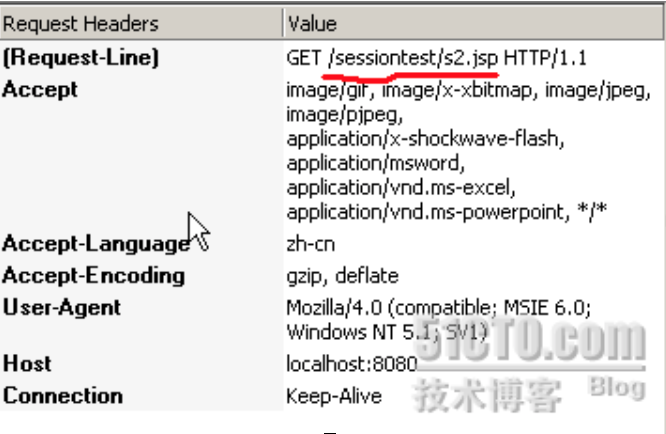 Request Headers Value
(Request-Line) GET /sessiontest/s2.jsp HTTP/1.1
Accept image/gif, image/x-xbitmap, image/jpeg,
image/pjpeg,
application/x-shockwave-flash,
application/msword,
application/vnd.ms-excel,
application/vnd.ms-powerpoint, */*
Accept-Language zh-cn
Accept-Encoding gzip, deflate
User-Agent Mozilla/4.0 (compatible; MSIE 6.0;
Windows NT 5.1; SV1)
51CTO.com
Host localhost:8080
Connection Keep-Alive
技术博客 Blog